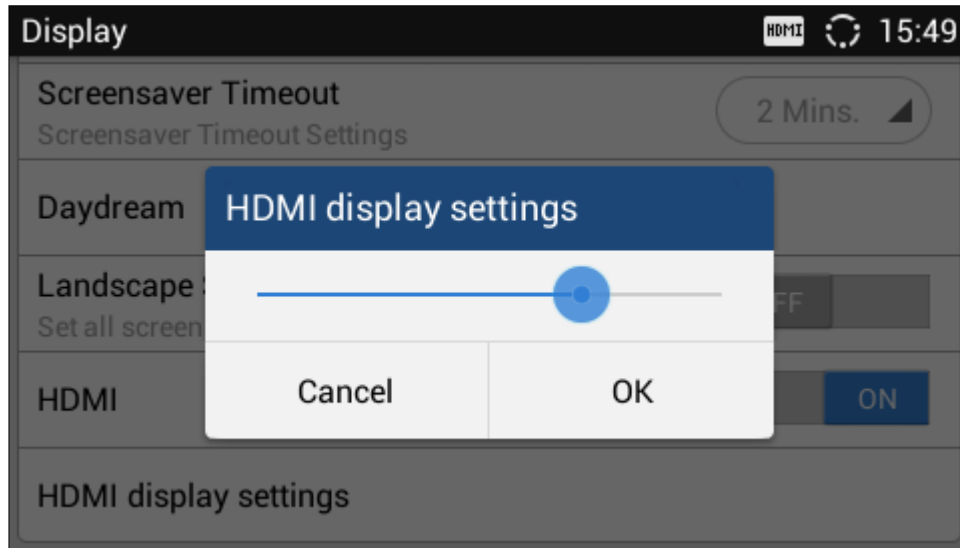 Display HDMI 15:49
Screensaver Timeout
Screensaver Timeout Settings
2 Mins.
Daydream
HDMI display settings
Landscape
Set all screen
FF
Cancel OK
HDMI ON
HDMI display settings